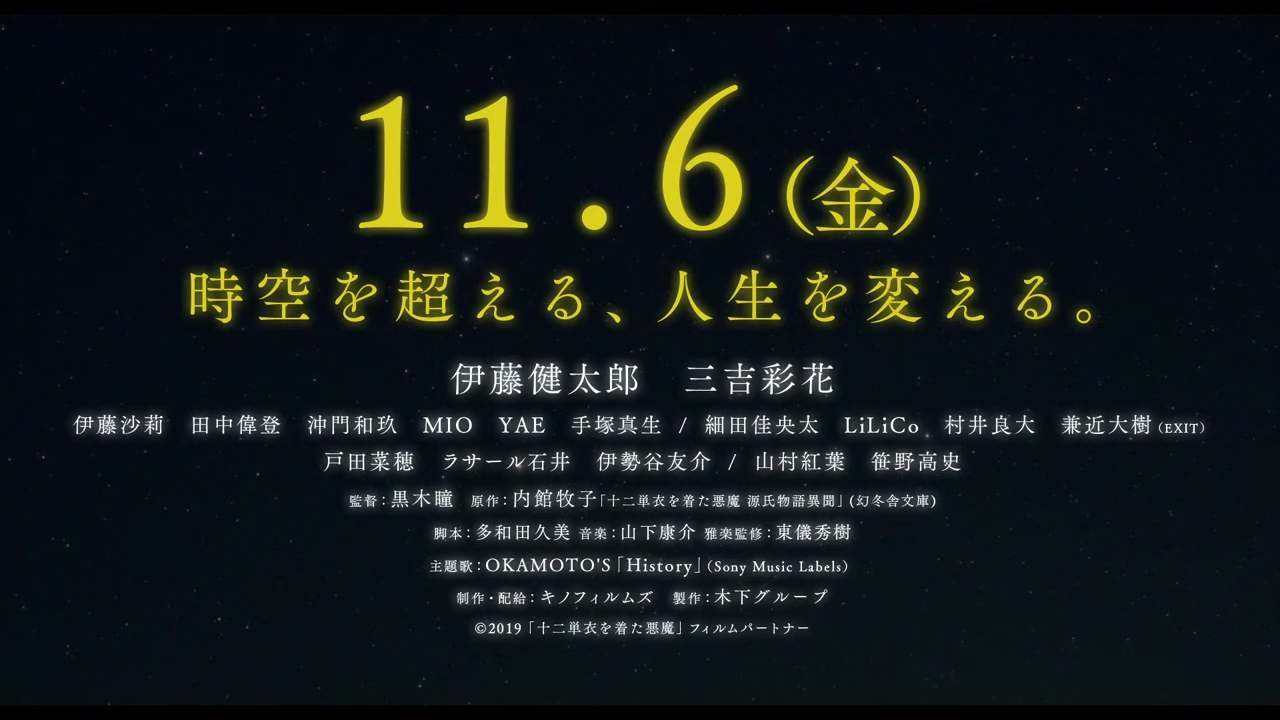 11.6(金)
時空を超える、人生を変える。
伊藤健太郎　三吉彩花
伊藤沙莉　田中偉登　沖門和玖　MIO　YAE　手塚真生 / 細田佳央太　LiLiCo　村井良大　兼近大樹(EXIT)
戸田菜穂　ラサール石井　伊勢谷友介 / 山村紅葉　笹野高史
監督:黒木瞳　原作:内館牧子「十二単衣を着た悪魔 源氏物語異聞」(幻冬舎文庫)
脚本:多和田久美 音楽:山下康介 雅楽監修:東儀秀樹
主題歌:OKAMOTO'S「History」(Sony Music Labels)
制作・配給:キノフィルムズ　製作:木下グループ
©2019「十二単衣を着た悪魔」フィルムパートナー